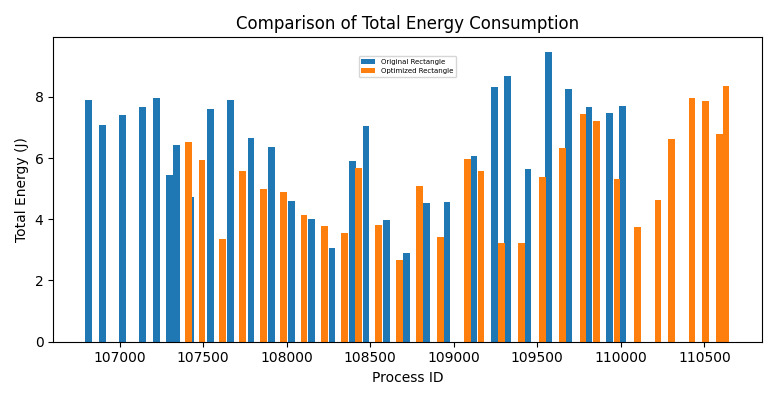 Comparison of Total Energy Consumption
Original Rectangle
Optimized Rectangle
Total Energy (J)
8
6
4
2
0
107000 107500 108000 108500 109000 109500 110000 110500
Process ID